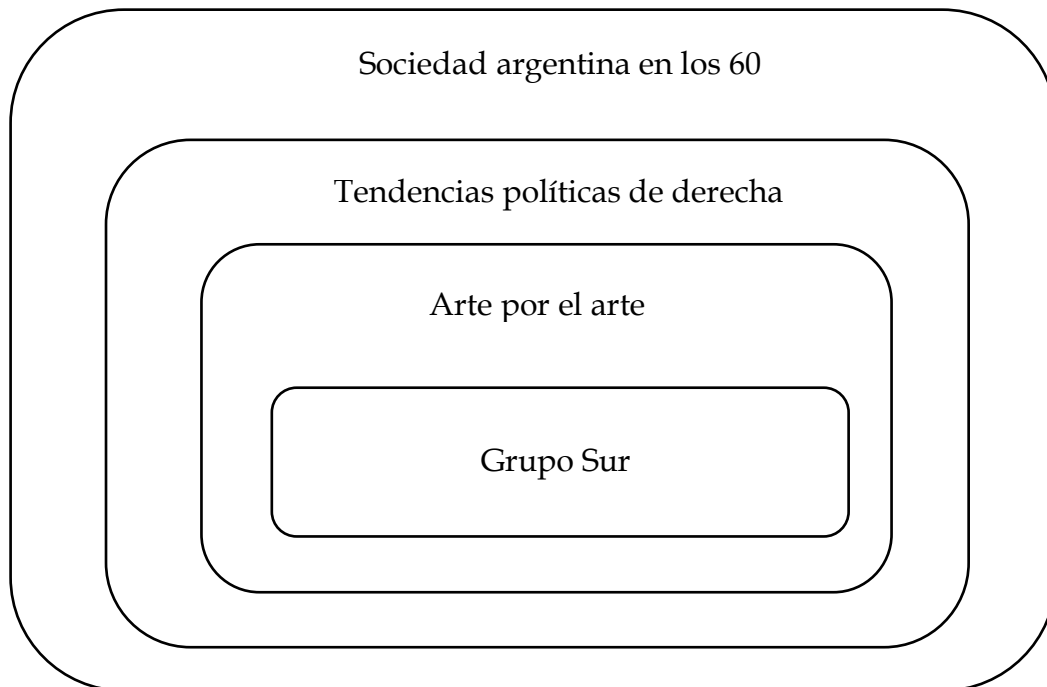 Sociedad argentina en los 60
Tendencias políticas de derecha
Arte por el arte
Grupo Sur